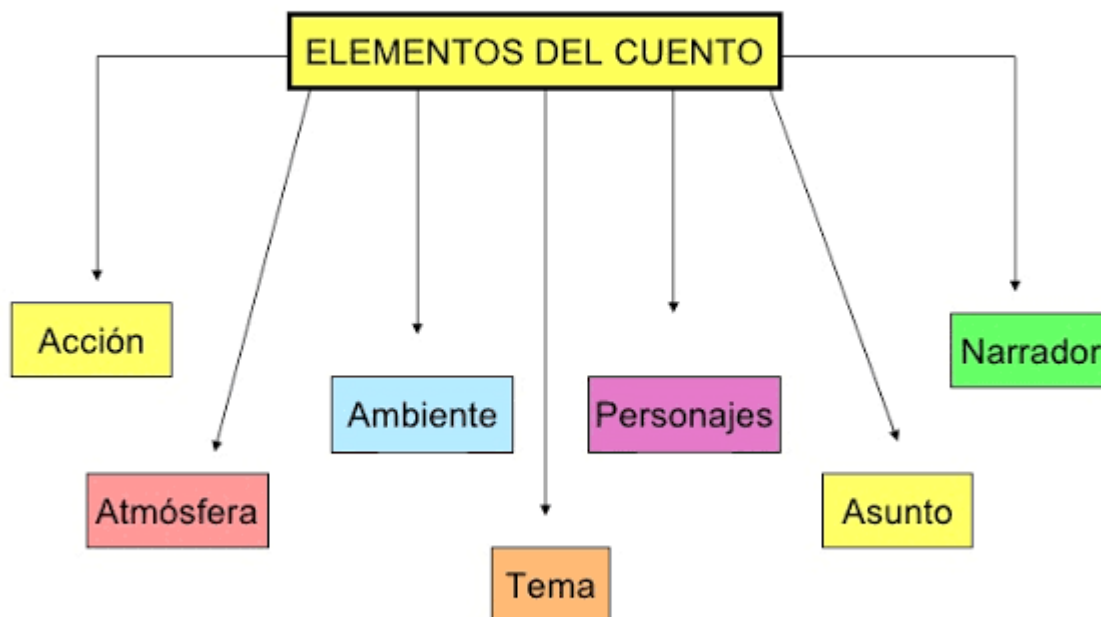 ELEMENTOS DEL CUENTO
Acción
Narrador
Ambiente
Personajes
Atmósfera
Asunto
Tema